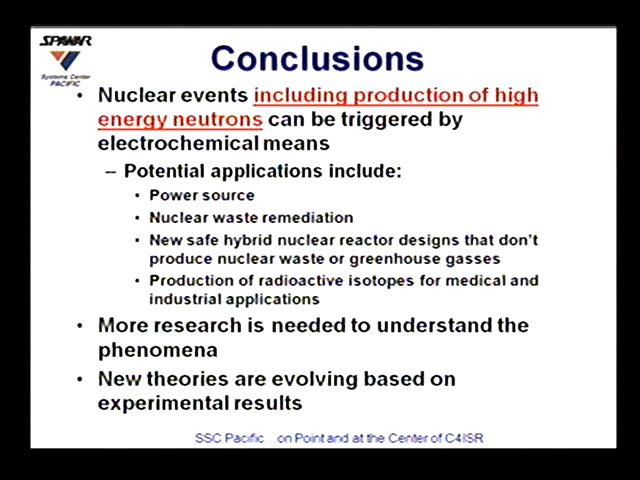 SPAWAR
Systems Center
PACIFIC
Conclusions
• Nuclear events including production of high
energy neutrons can be triggered by
electrochemical means
– Potential applications include:
• Power source
• Nuclear waste remediation
• New safe hybrid nuclear reactor designs that don't
produce nuclear waste or greenhouse gasses
• Production of radioactive isotopes for medical and
industrial applications
• More research is needed to understand the
phenomena
• New theories are evolving based on
experimental results
SSC Pacific...on Point and at the Center of C4ISR